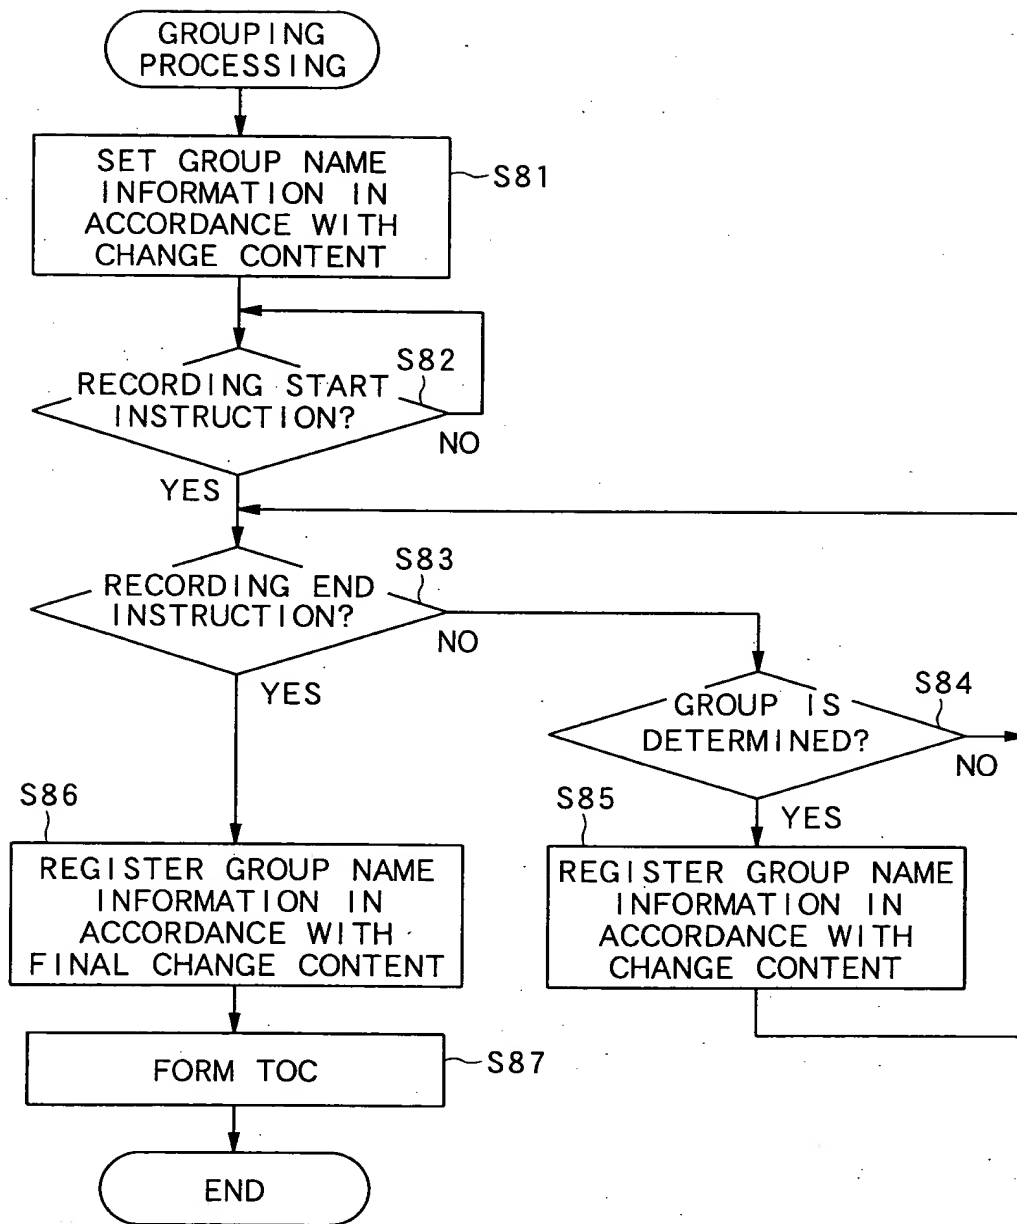 GROUPING
PROCESSING
SET GROUP NAME
INFORMATION IN
ACCORDANCE WITH
CHANGE CONTENT
S81
RECORDING START
INSTRUCTION?
S82
NO
YES
RECORDING END
INSTRUCTION?
S83
NO
YES
GROUP IS
DETERMINED?
S84
NO
YES
S86
REGISTER GROUP NAME
INFORMATION IN
ACCORDANCE WITH
FINAL CHANGE CONTENT
S85
REGISTER GROUP NAME
INFORMATION IN
ACCORDANCE WITH
CHANGE CONTENT
FORM TOC
S87
END